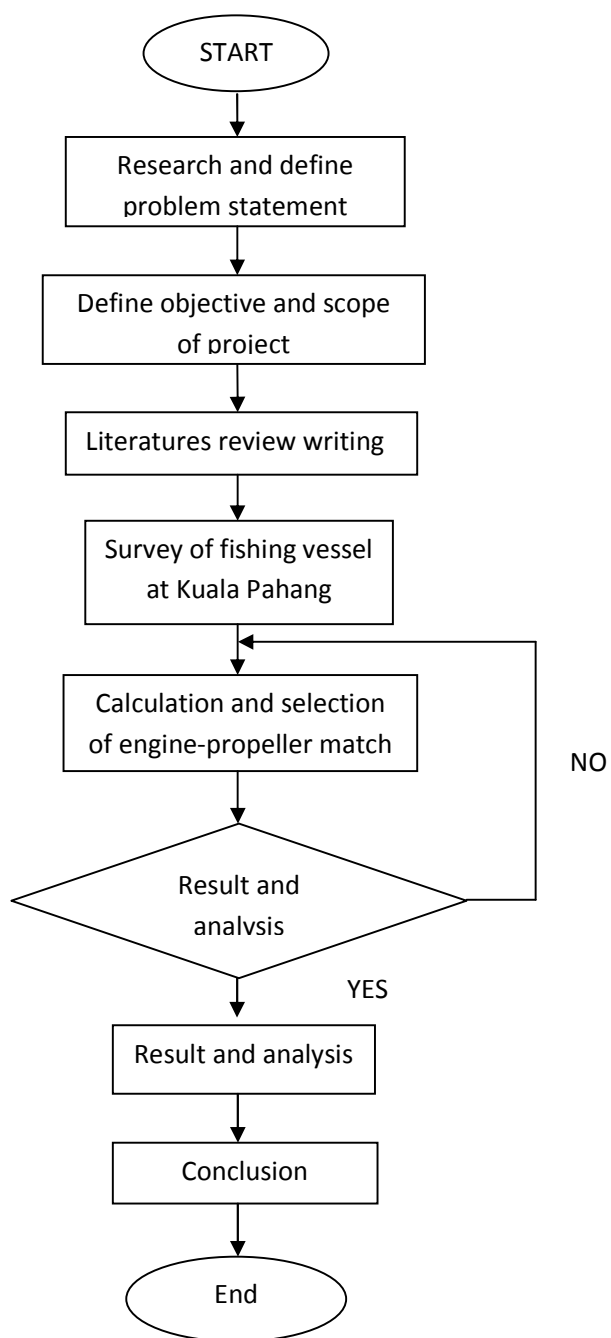 START
Research and define
problem statement
Define objective and scope
of project
Literatures review writing
Survey of fishing vessel
at Kuala Pahang
Calculation and selection
of engine-propeller match
NO
Result and
analysis
YES
Result and analysis
Conclusion
End